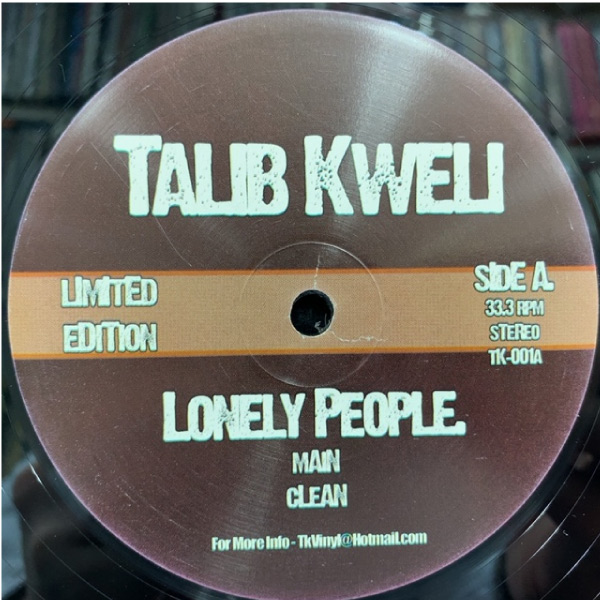 TALIB KWELI
LIMITED
EDITION
SIDE A.
33.3 RPM
STEREO
TK-001A
LONELY PEOPLE.
MAIN
CLEAN
For More Info - TkVinyl@Hotmail.com